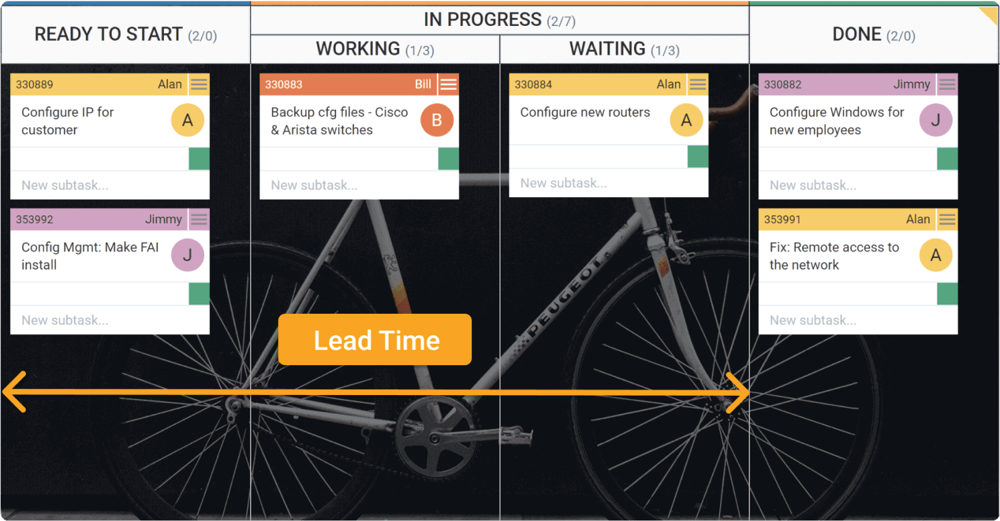 READY TO START (2/0)
IN PROGRESS (2/7)
WORKING (1/3)
WAITING (1/3)
DONE (2/0)
330889 Alan
Configure IP for
customer
A
New subtask...
353992 Jimmy
Config Mgmt: Make FAI
install
J
New subtask...
330883 Bill
Backup cfg files - Cisco
& Arista switches
B
New subtask...
330884 Alan
Configure new routers
A
New subtask...
330882 Jimmy
Configure Windows for
new employees
J
New subtask...
353991 Alan
Fix: Remote access to
the network
A
New subtask...
Lead Time
PEUGEOT